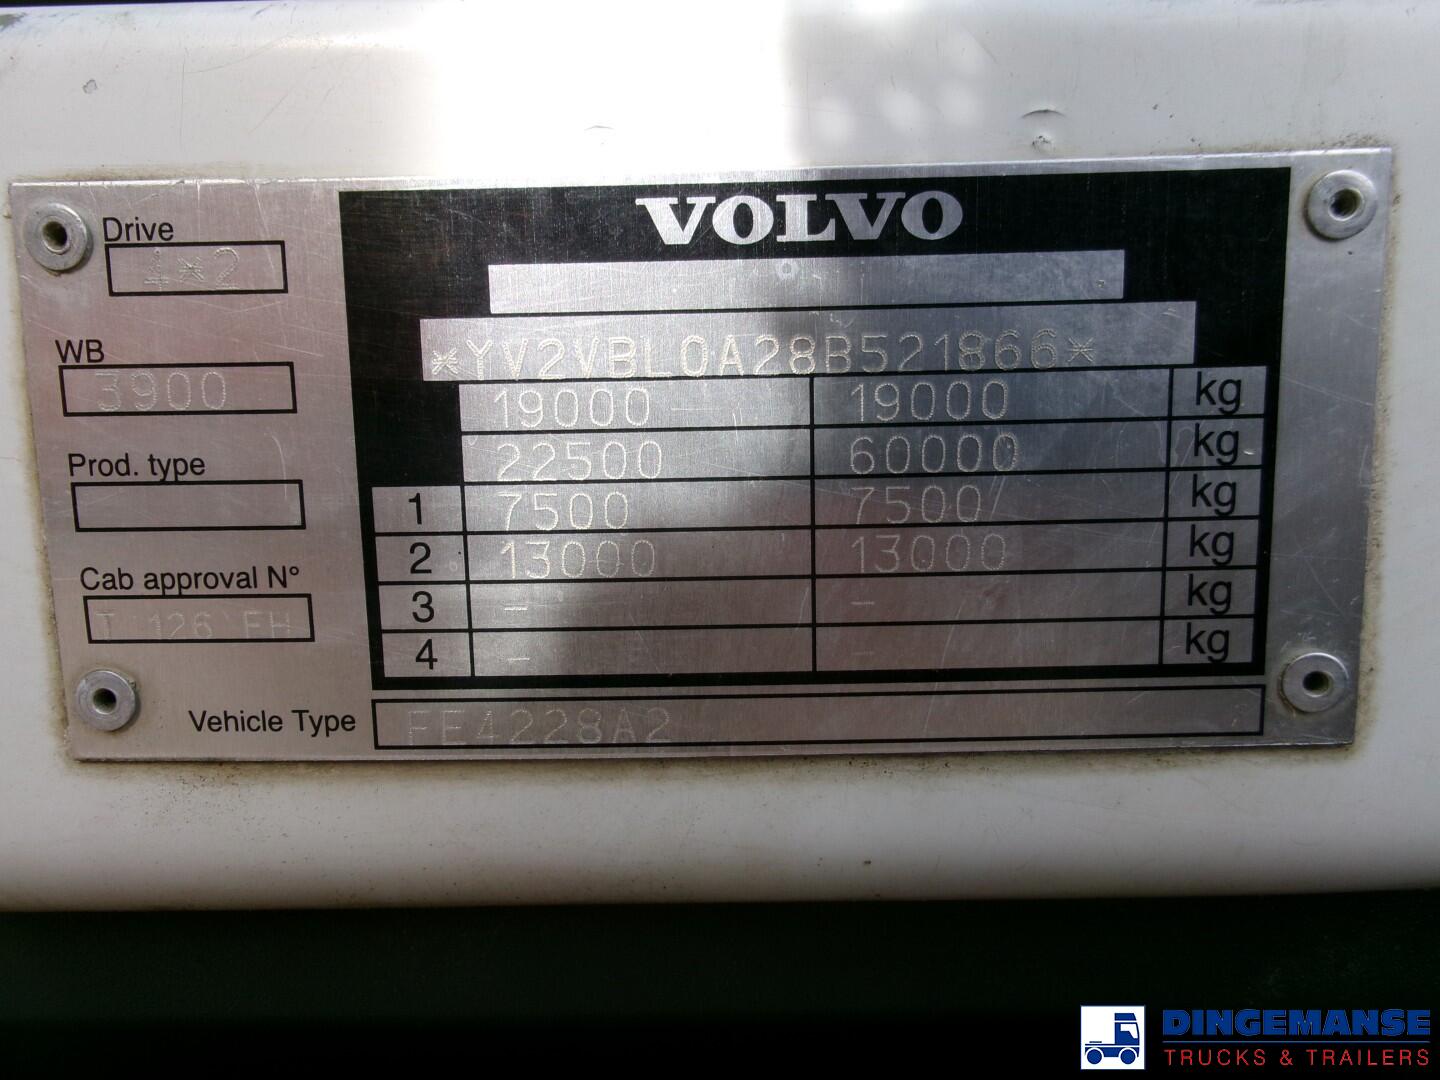 VOLVO
Drive
4*2
*YV2VBL0A28B521866*
WB
3900
19000 19000 kg
22500 60000 kg
Prod. type
1 7500 7500 kg
2 13000 13000 kg
Cab approval N°
T 126 FH
3 - - kg
4 - - kg
Vehicle Type FE4228A2
DINGEMANSE
TRUCKS & TRAILERS